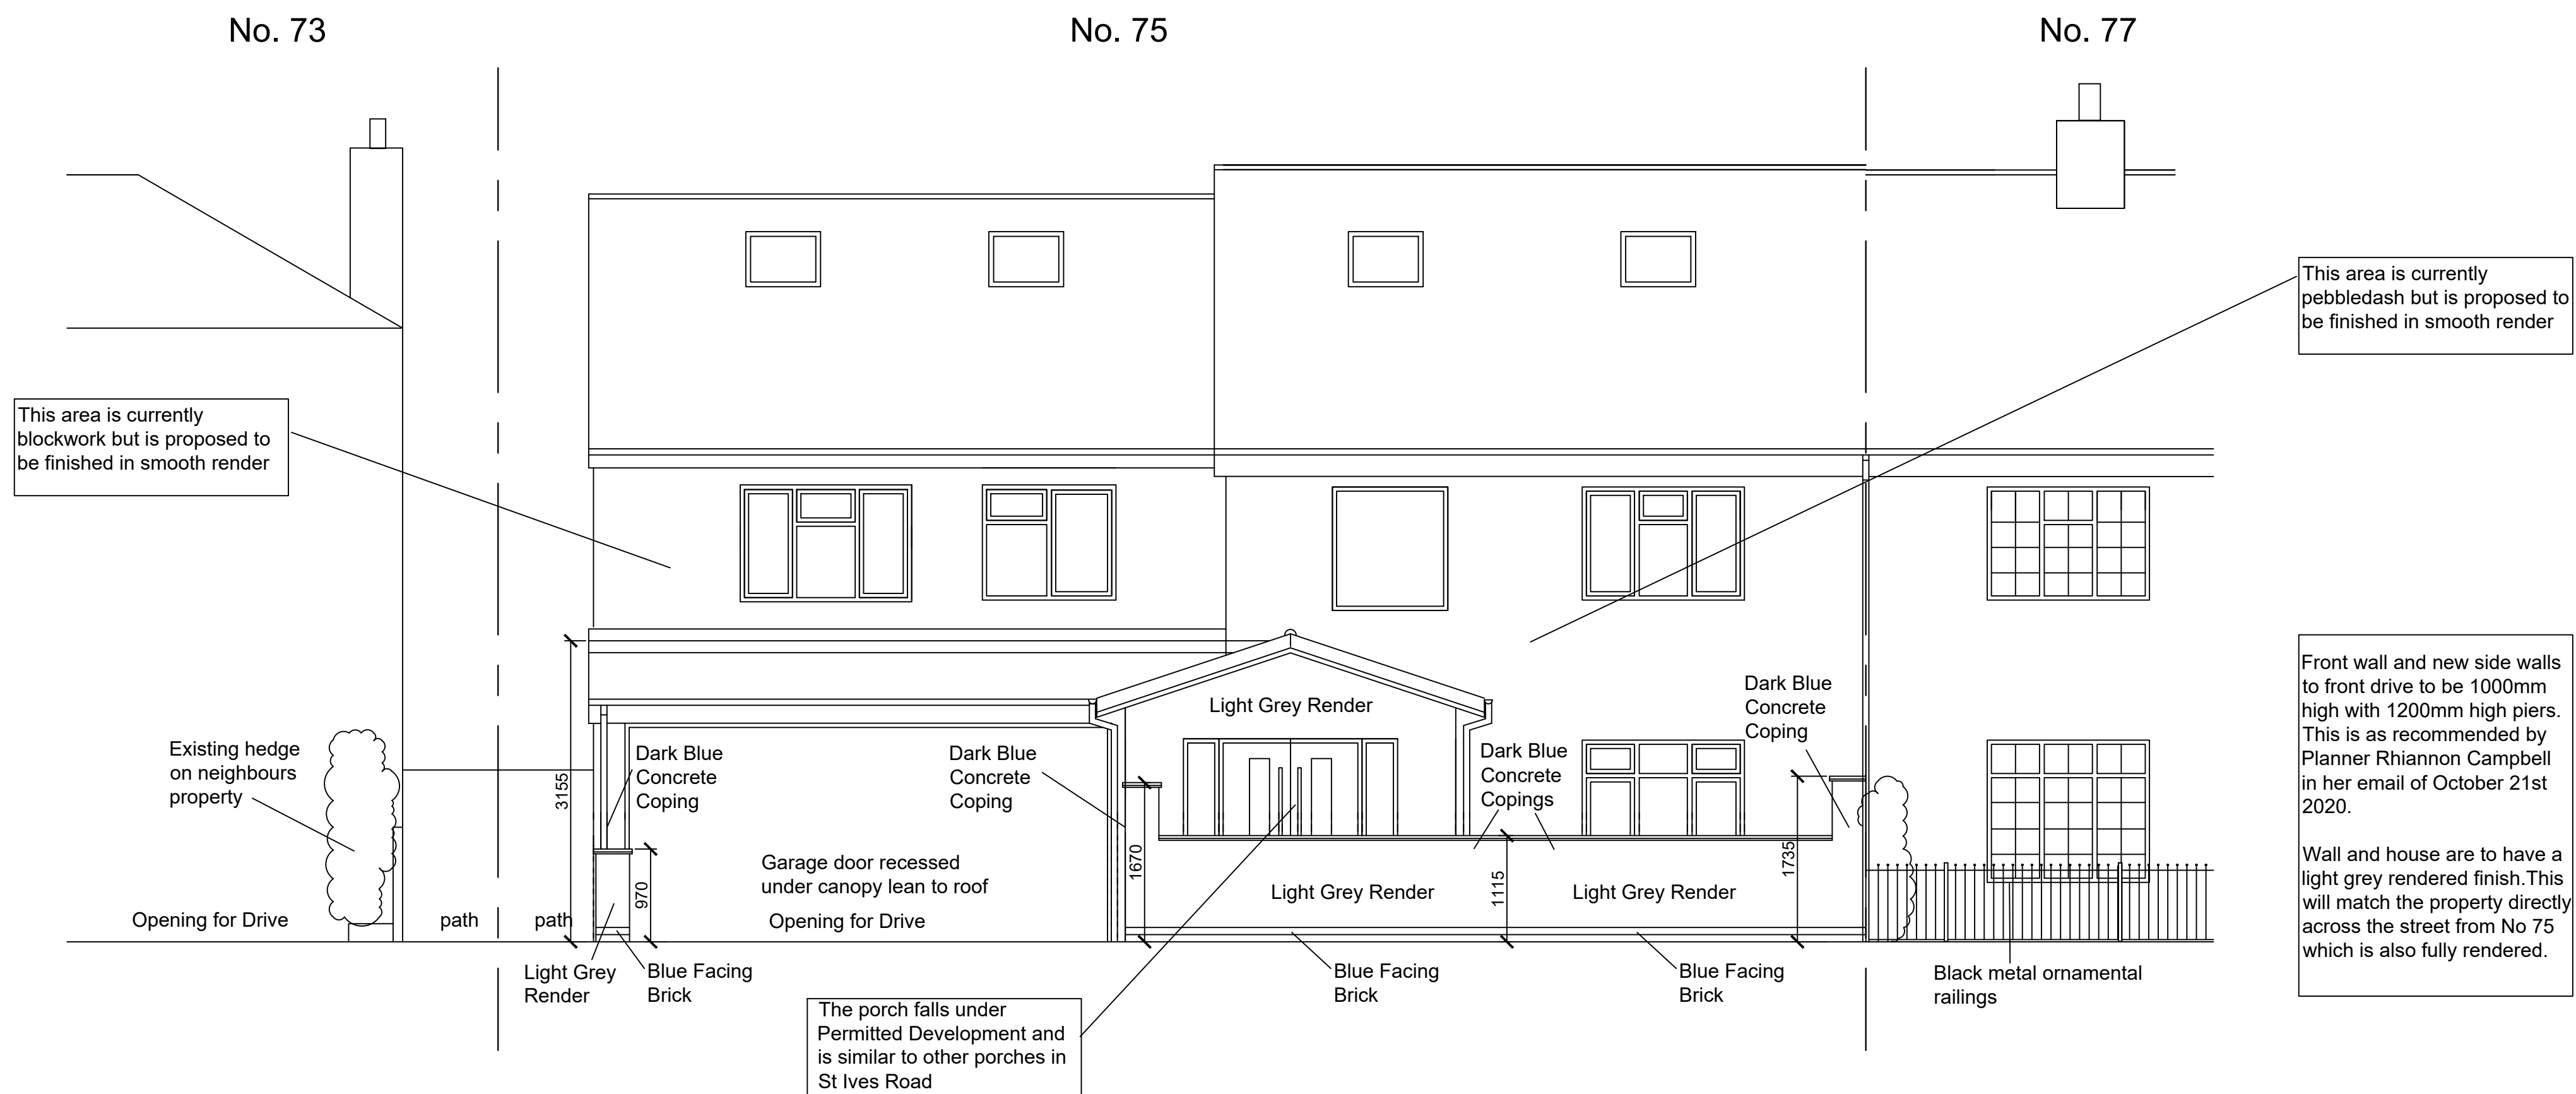 No. 73
No. 75
No. 77
This area is currently
pebbledash but is proposed to
be finished in smooth render
This area is currently
blockwork but is proposed to
be finished in smooth render
Front wall and new side walls
to front drive to be 1000mm
high with 1200mm high piers.
This is as recommended by
Planner Rhiannon Campbell
in her email of October 21st
2020.
Wall and house are to have a
light grey rendered finish.This
will match the property directly
across the street from No 75
which is also fully rendered.
Existing hedge
on neighbours
property
3155
Dark Blue
Concrete
Coping
Dark Blue
Concrete
Coping
Light Grey Render
Dark Blue
Concrete
Copings
Dark Blue
Concrete
Coping
970
Garage door recessed
under canopy lean to roof
1670
Light Grey Render
1115
Light Grey Render
1735
Opening for Drive
path
path
Opening for Drive
Light Grey
Render
Blue Facing
Brick
Blue Facing
Brick
Blue Facing
Brick
Black metal ornamental
railings
The porch falls under
Permitted Development and
is similar to other porches in
St Ives Road